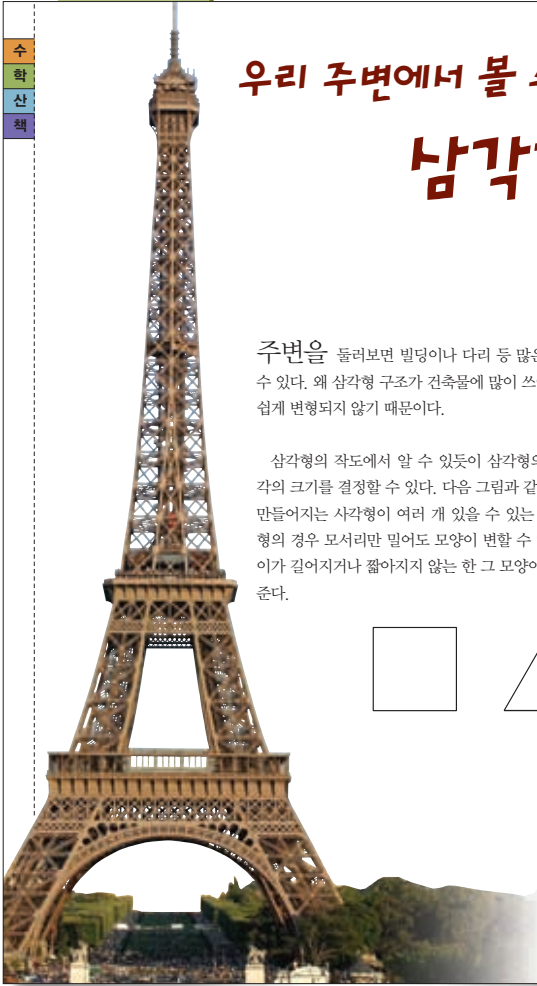 수
학
산
책
우리 주변에서 볼
삼각
주변을 둘러보면 빌딩이나 다리 등 많은
수 있다. 왜 삼각형 구조가 건축물에 많이 쓰
쉽게 변형되지 않기 때문이다.
삼각형의 작도에서 알 수 있듯이 삼각형의
각의 크기를 결정할 수 있다. 다음 그림과 같
만들어지는 사각형이 여러 개 있을 수 있는
형의 경우 모서리만 밀어도 모양이 변할 수
이가 길어지거나 짧아지지 않는 한 그 모양이
준다.